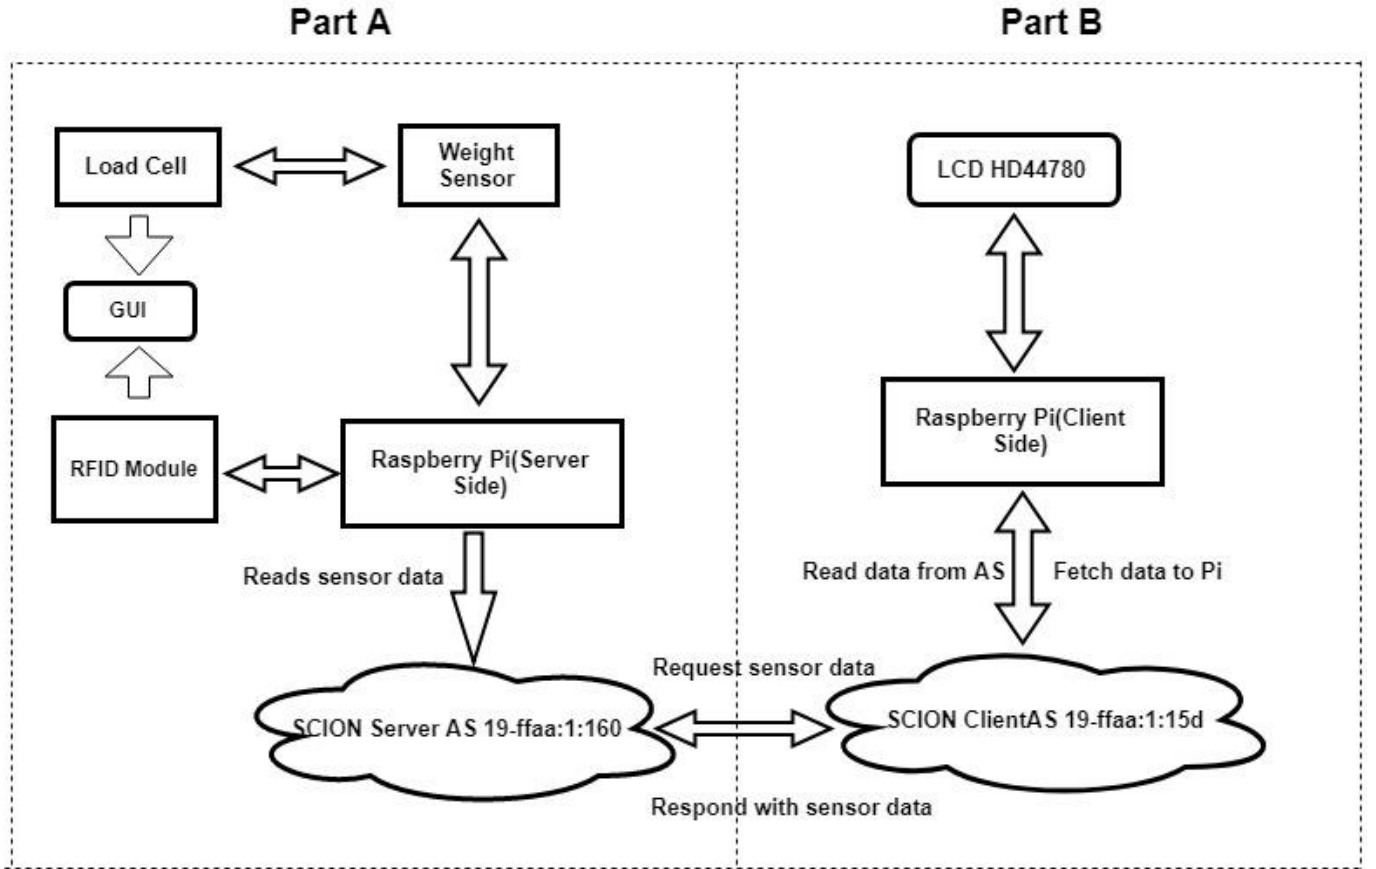 Part A
Part B
Load Cell
Weight
Sensor
LCD HD44780
GUI
RFID Module
Raspberry Pi(Server
Side)
Raspberry Pi(Client
Side)
Reads sensor data
Read data from AS
Fetch data to Pi
Request sensor data
SCION Server AS 19-ffaa:1:160
SCION ClientAS 19-ffaa:1:15d
Respond with sensor data